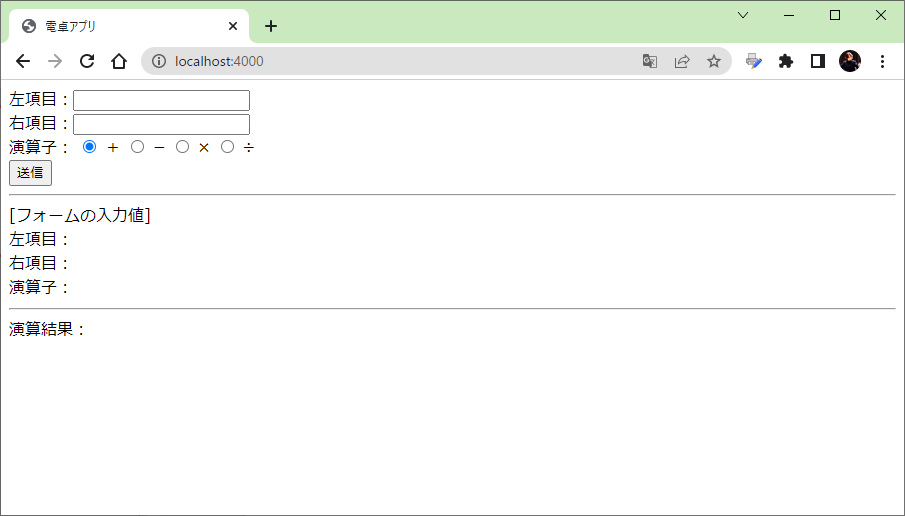 電卓アプリ
localhost:4000
左項目：
右項目：
演算子： + − × ÷
送信
[フォームの入力値]
左項目：
右項目：
演算子：
演算結果：